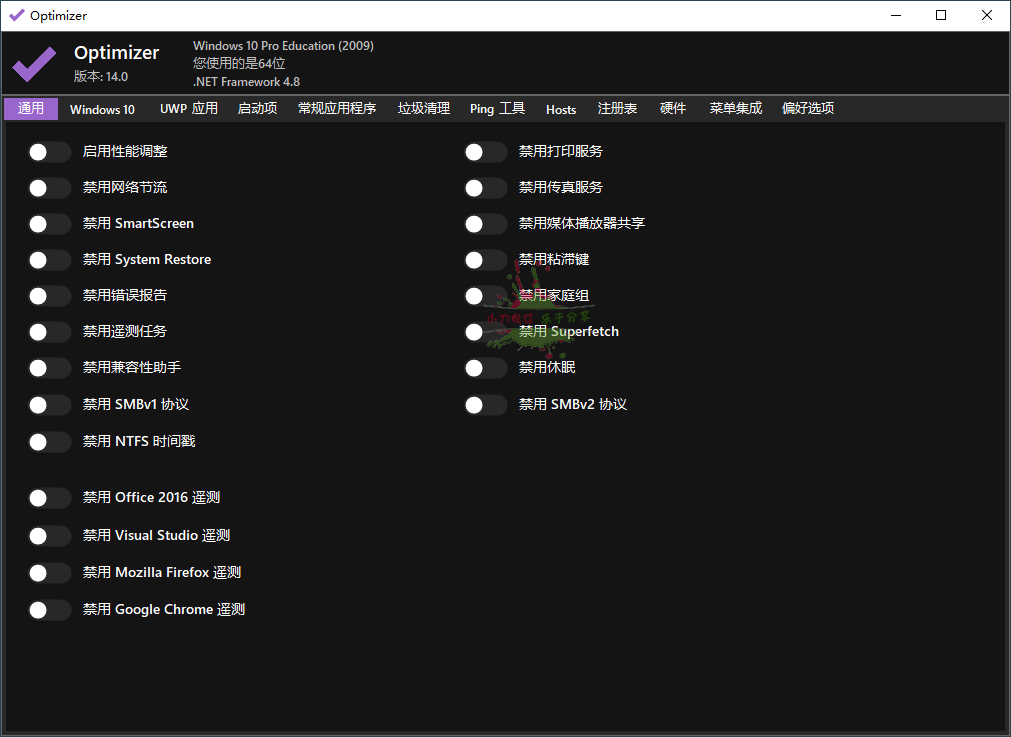 Optimizer
Optimizer
版本: 14.0
Windows 10 Pro Education (2009)
您使用的是64位
.NET Framework 4.8
通用 Windows 10 UWP 应用 启动项 常规应用程序 垃圾清理 Ping 工具 Hosts 注册表 硬件 菜单集成 偏好选项
启用性能调整
禁用网络节流
禁用 SmartScreen
禁用 System Restore
禁用错误报告
禁用遥测任务
禁用兼容性助手
禁用 SMBv1 协议
禁用 NTFS 时间戳
禁用 Office 2016 遥测
禁用 Visual Studio 遥测
禁用 Mozilla Firefox 遥测
禁用 Google Chrome 遥测
禁用打印服务
禁用传真服务
禁用媒体播放器共享
禁用粘滞键
禁用家庭组
禁用 Superfetch
禁用休眠
禁用 SMBv2 协议
乐于分享